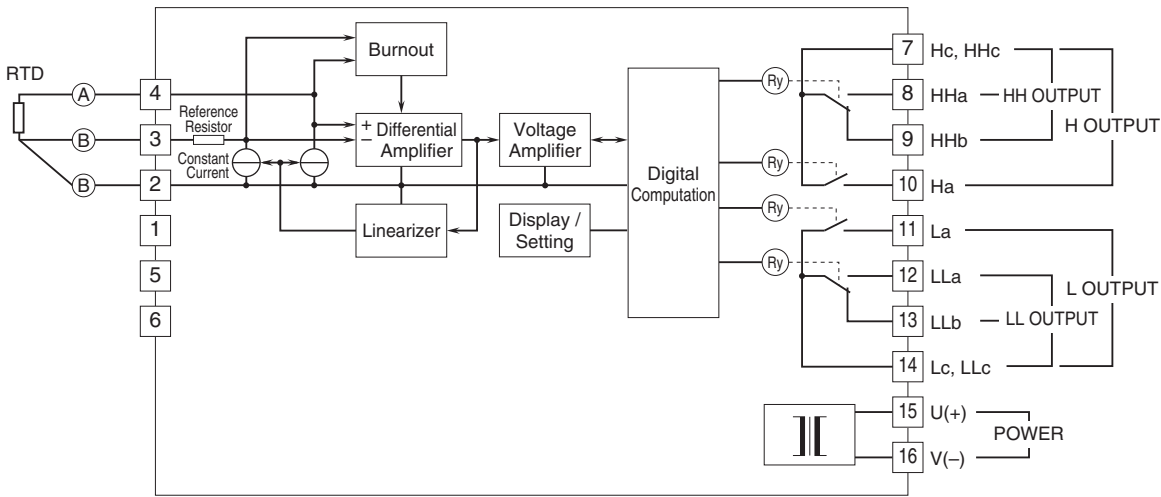 RTD
A
B
B
4
3
2
1
5
6
Reference
Resistor
Constant
Current
Burnout
+
−
Differential
Amplifier
Linearizer
Voltage
Amplifier
Display /
Setting
Digital
Computation
Ry
Ry
Ry
Ry
7 Hc, HHc
8 HHa HH OUTPUT
9 HHb
H OUTPUT
10 Ha
11 La
12 LLa
L OUTPUT
13 LLb LL OUTPUT
14 Lc, LLc
15 U(+)
POWER
16 V(–)